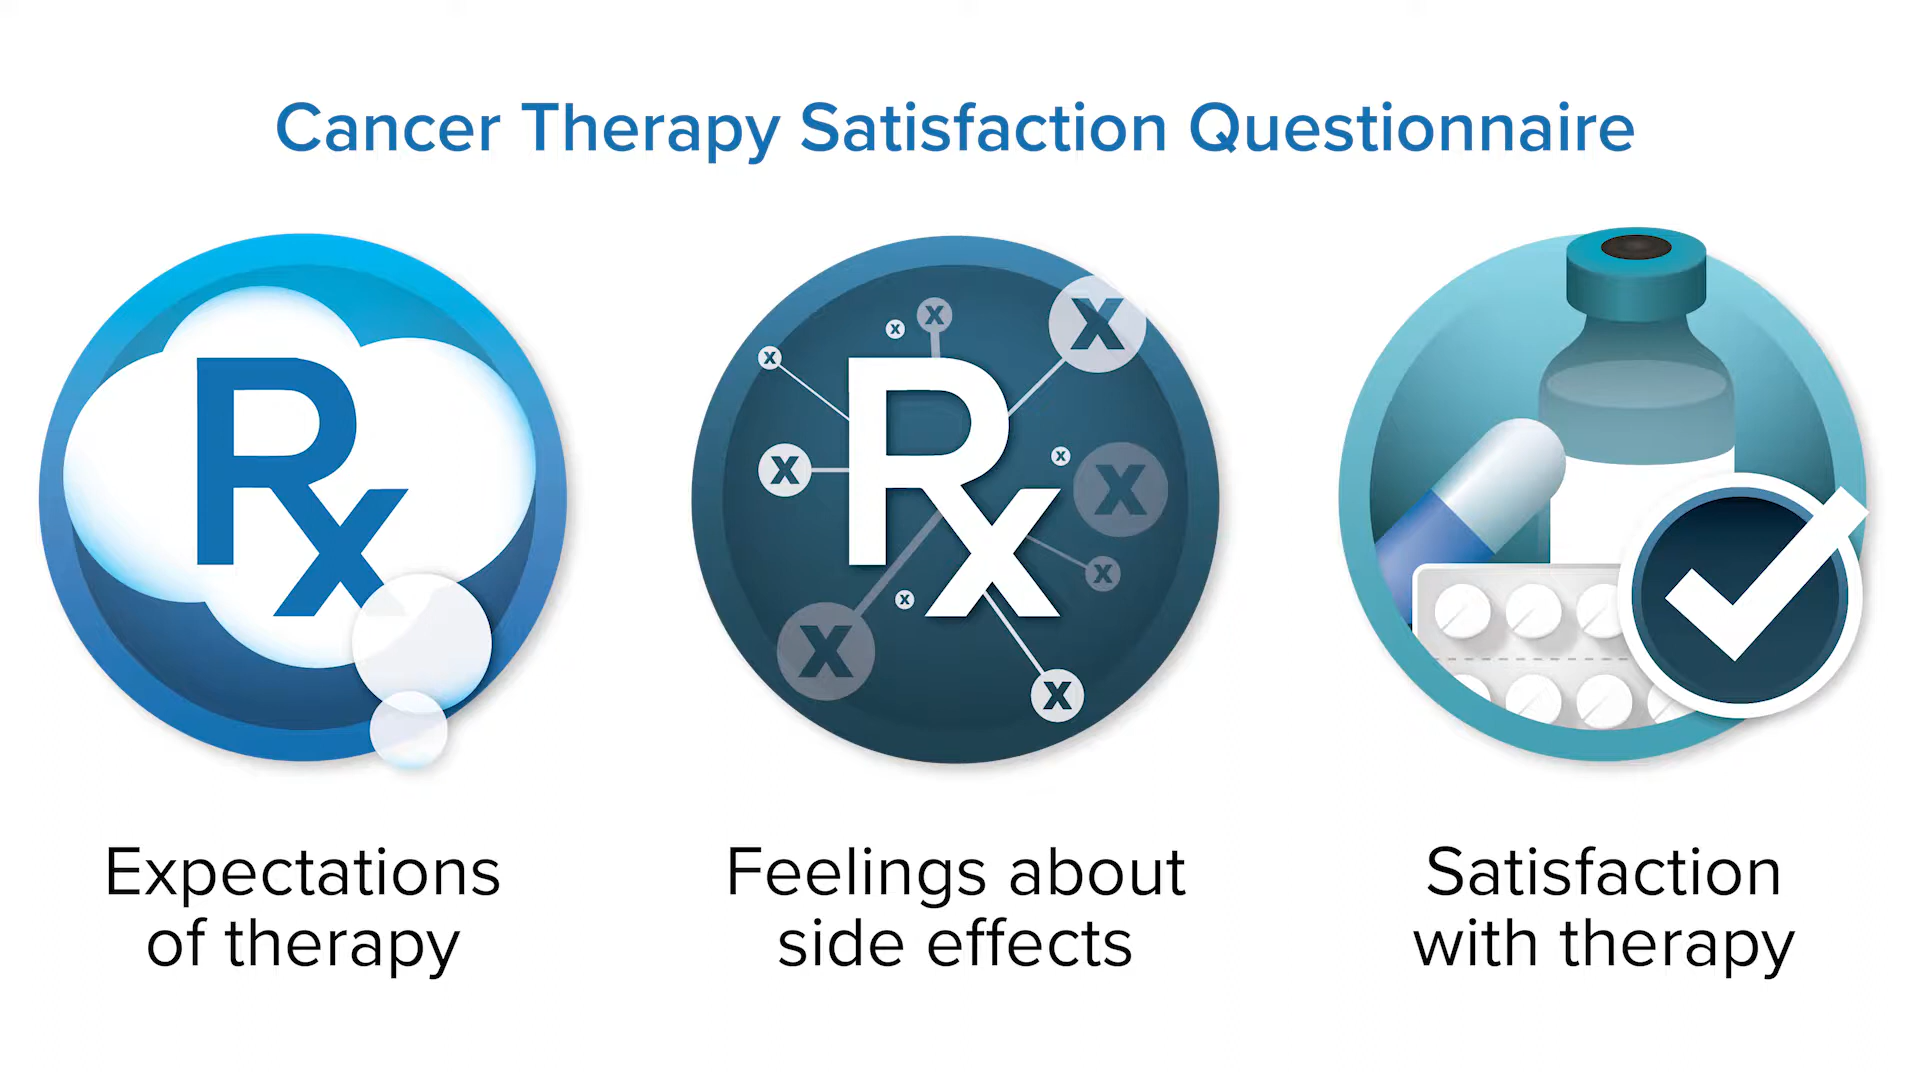 Cancer Therapy Satisfaction Questionnaire
Rx
x
x
x
x
x
x
x
x
x
x
x
Rx
Expectations
of therapy
Feelings about
side effects
Satisfaction
with therapy